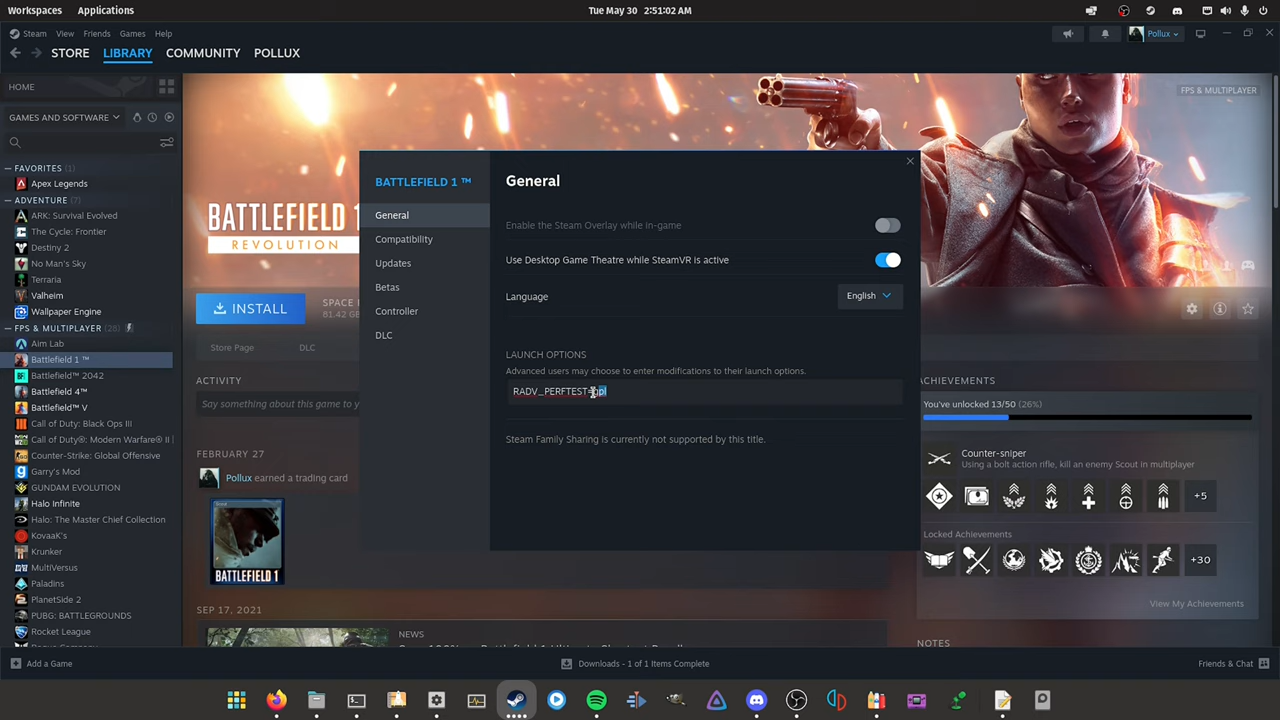 Workspaces Applications Tue May 30 2:51:02 AM
Steam View Friends Games Help Pollux
STORE LIBRARY COMMUNITY POLLUX
HOME
FPS & MULTIPLAYER
GAMES AND SOFTWARE
FAVORITES (1)
Apex Legends
ADVENTURE (7)
ARK: Survival Evolved
The Cycle: Frontier
Destiny 2
No Man's Sky
Terraria
Valheim
Wallpaper Engine
FPS & MULTIPLAYER (28)
Aim Lab
Battlefield 1 ™
Battlefield™ 2042
Battlefield 4™
Battlefield™ V
Call of Duty®: Black Ops III
Call of Duty®: Modern Warfare® II
Counter-Strike: Global Offensive
Garry's Mod
GUNDAM EVOLUTION
Halo Infinite
Halo: The Master Chief Collection
KovaaK's
Krunker
MultiVersus
Paladins
PlanetSide 2
PUBG: BATTLEGROUNDS
Rocket League
BATTLEFIELD 1
REVOLUTION
INSTALL
SPACE
81.42 GB
Store Page DLC
ACTIVITY
Say something about this game to y
FEBRUARY 27
Pollux earned a trading card
BATTLEFIELD 1
SEP 17, 2021
NEWS
BATTLEFIELD 1 ™
General
Compatibility
Updates
Betas
Controller
DLC
General
Enable the Steam Overlay while in-game
Use Desktop Game Theatre while SteamVR is active
Language English
LAUNCH OPTIONS
Advanced users may choose to enter modifications to their launch options.
RADV_PERFTEST=gpl
Steam Family Sharing is currently not supported by this title.
ACHIEVEMENTS
You've unlocked 13/50 (26%)
Counter-sniper
Using a bolt action rifle, kill an enemy Scout in multiplayer
+5
Locked Achievements
+30
View My Achievements
NOTES
Add a Game Downloads - 1 of 1 Items Complete Friends & Chat